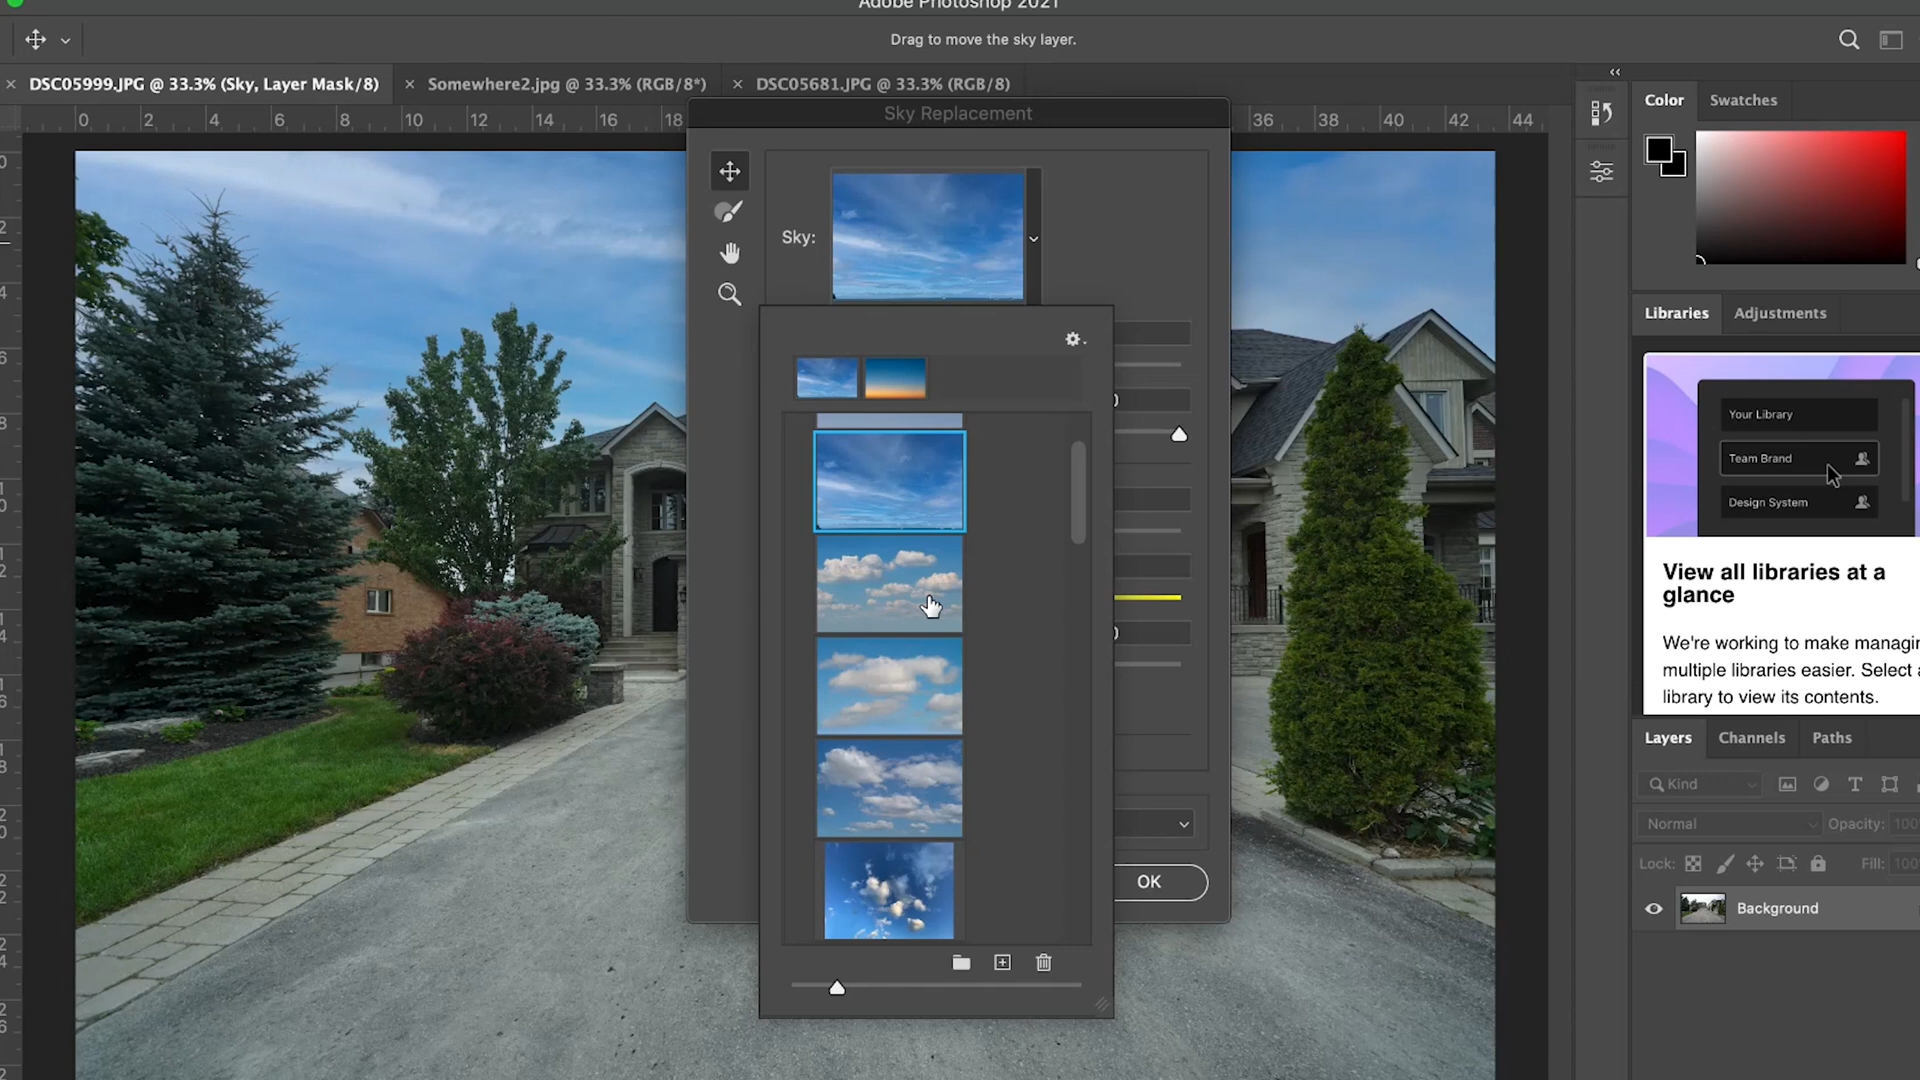 Adobe Photoshop 2021
Drag to move the sky layer.
DSC05999.JPG @ 33.3% (Sky, Layer Mask/8)
Somewhere2.jpg @ 33.3% (RGB/8*)
DSC05681.JPG @ 33.3% (RGB/8)
0 2 4 6 8 10 12 14 16 18
36 38 40 42 44
Sky Replacement
Sky:
OK
Color
Swatches
Libraries
Adjustments
Your Library
Team Brand
Design System
View all libraries at a
glance
We're working to make managin
multiple libraries easier. Select a
library to view its contents.
Layers
Channels
Paths
Kind
Normal
Opacity: 100
Lock:
Fill: 100
Background